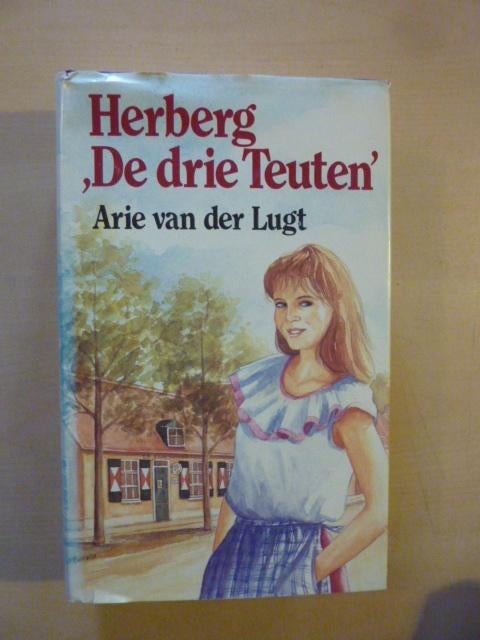 Herberg
‚De drie Teuten’
Arie van der Lugt